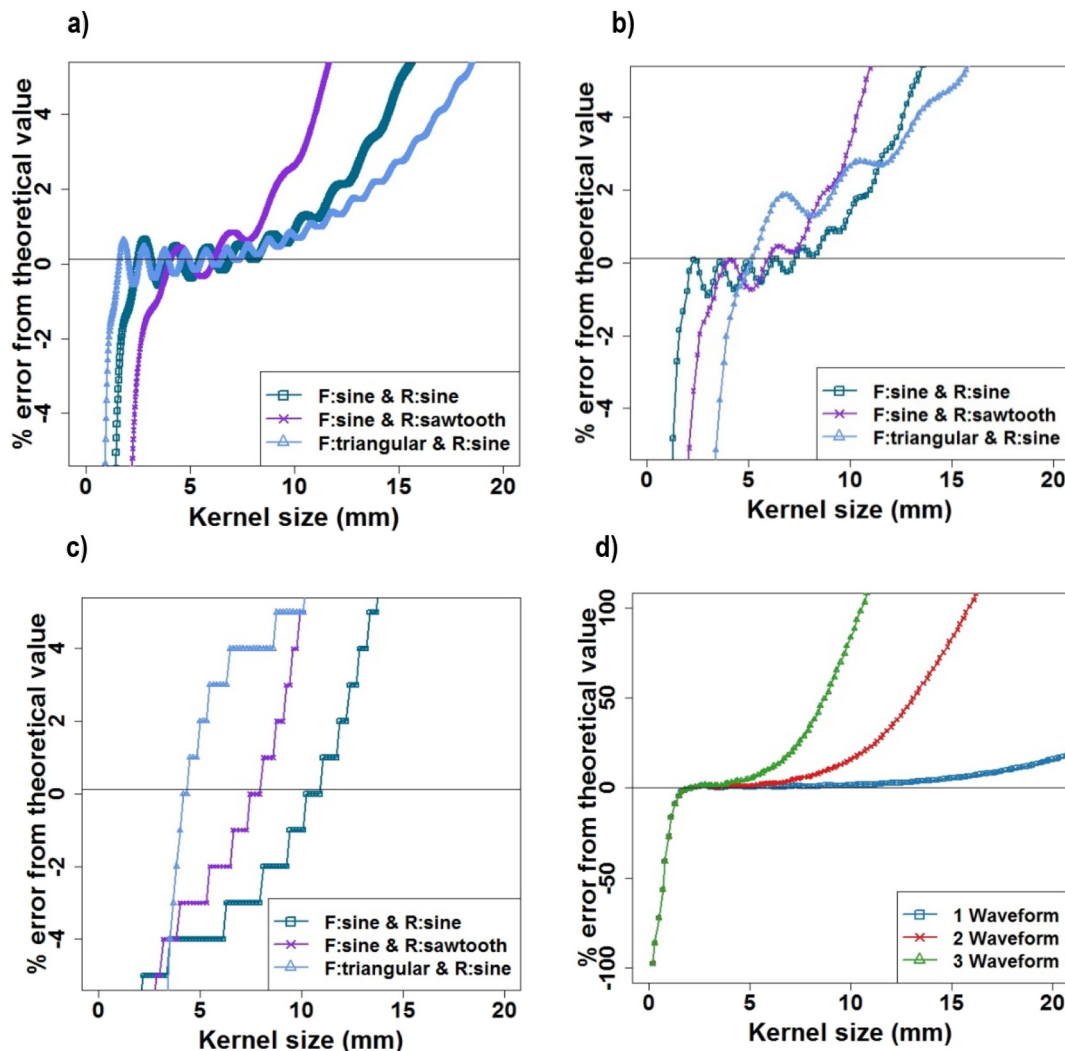 a)
% error from theoretical value
4
2
0
-2
-4
F:sine & R:sine
F:sine & R:sawtooth
F:triangular & R:sine
0 5 10 15 20
Kernel size (mm)
b)
% error from theoretical value
4
2
0
-2
-4
F:sine & R:sine
F:sine & R:sawtooth
F:triangular & R:sine
0 5 10 15 20
Kernel size (mm)
c)
% error from theoretical value
4
2
0
-2
-4
F:sine & R:sine
F:sine & R:sawtooth
F:triangular & R:sine
0 5 10 15 20
Kernel size (mm)
d)
% error from theoretical value
100
50
0
-50
-100
1 Waveform
2 Waveform
3 Waveform
0 5 10 15 20
Kernel size (mm)